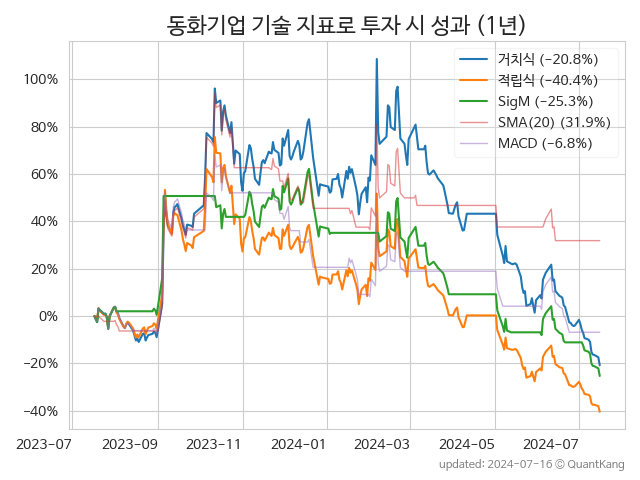 동화기업 기술 지표로 투자 시 성과 (1년)
거치식 (−20.8%)
적립식 (−40.4%)
SigM (−25.3%)
SMA(20) (31.9%)
MACD (−6.8%)
100%
80%
60%
40%
20%
0%
−20%
−40%
2023-07 2023-09 2023-11 2024-01 2024-03 2024-05 2024-07
updated: 2024-07-16 © QuantKang